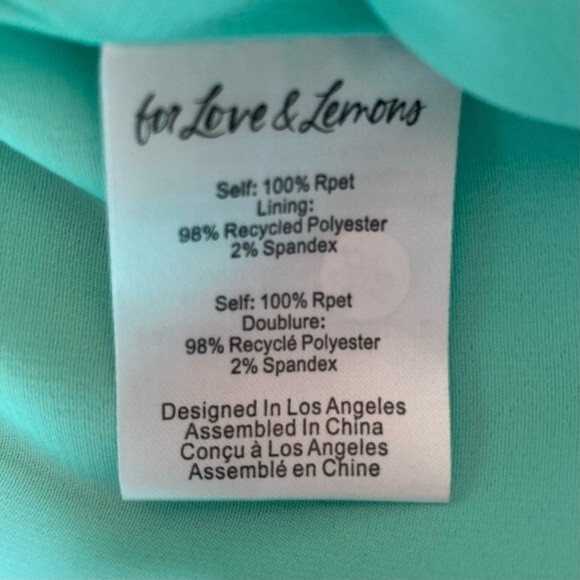 for Love & Lemons
Self: 100% Rpet
Lining:
98% Recycled Polyester
2% Spandex
Self: 100% Rpet
Doublure:
98% Recyclé Polyester
2% Spandex
Designed In Los Angeles
Assembled In China
Conçu à Los Angeles
Assemblé en Chine